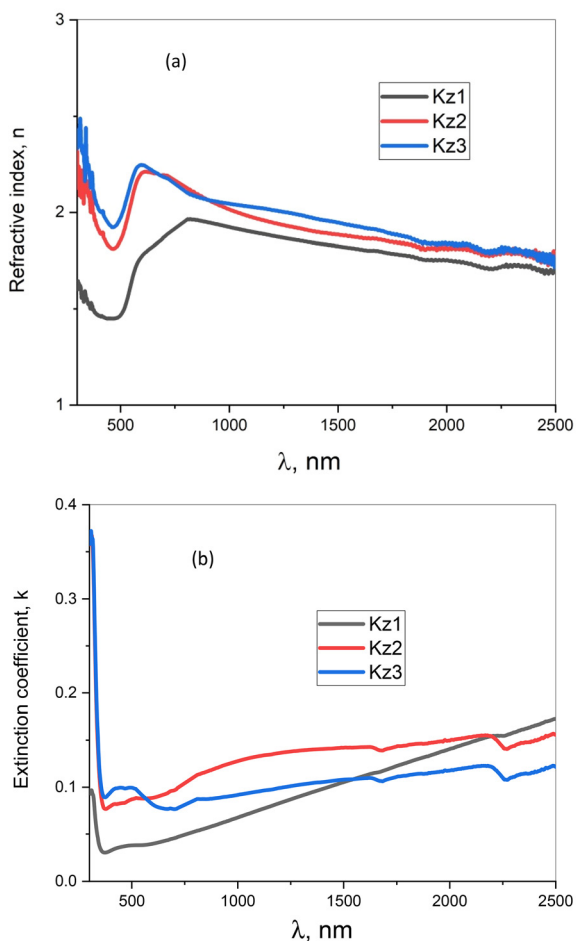 3
(a)
Kz1
Kz2
Kz3
Refractive index, n
2
1
500
1000
1500
2000
2500
λ, nm
0.4
(b)
0.3
Kz1
Kz2
Kz3
Extinction coefficient, k
0.2
0.1
0.0
500
1000
1500
2000
2500
λ, nm